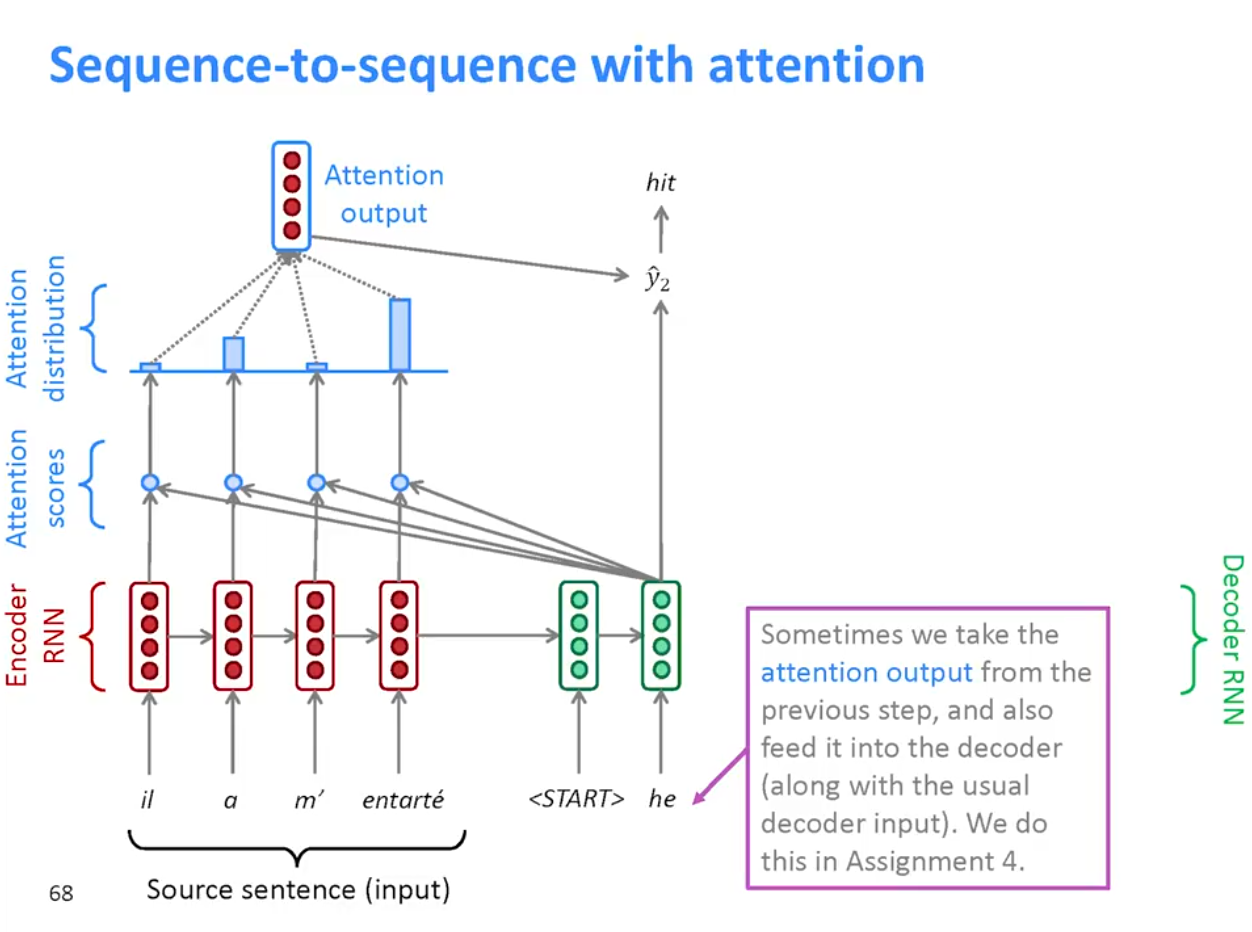 Sequence-to-sequence with attention
Attention
output
hit
ŷ₂
Attention
distribution
Attention
scores
Encoder
RNN
Decoder RNN
Sometimes we take the
attention output from the
previous step, and also
feed it into the decoder
(along with the usual
decoder input). We do
this in Assignment 4.
il a m’ entarté <START> he
Source sentence (input)
68